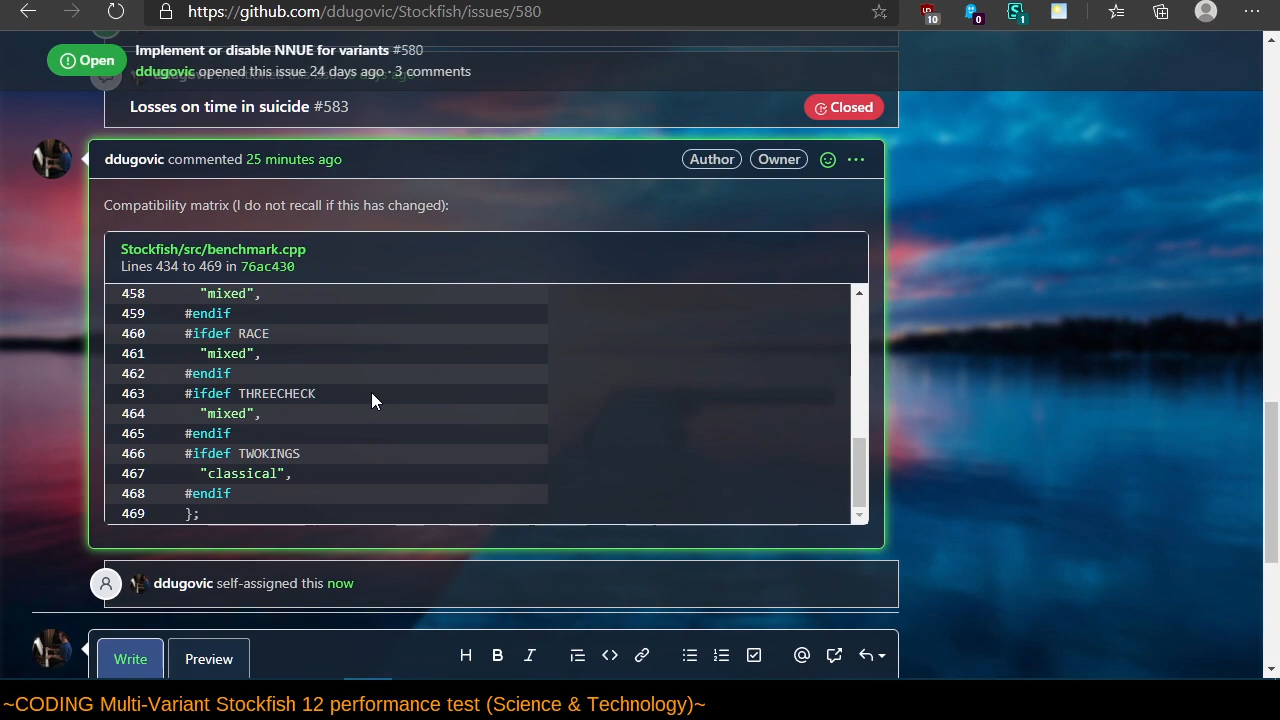 https://github.com/ddugovic/Stockfish/issues/580
10
0
1
Open
Implement or disable NNUE for variants #580
ddugovic opened this issue 24 days ago · 3 comments
Losses on time in suicide #583
Closed
ddugovic commented 25 minutes ago
Author
Owner
Compatibility matrix (I do not recall if this has changed):
Stockfish/src/benchmark.cpp
Lines 434 to 469 in 76ac430
458 "mixed",
459 #endif
460 #ifdef RACE
461 "mixed",
462 #endif
463 #ifdef THREECHECK
464 "mixed",
465 #endif
466 #ifdef TWOKINGS
467 "classical",
468 #endif
469 };
ddugovic self-assigned this now
Write
Preview
~CODING Multi-Variant Stockfish 12 performance test (Science & Technology)~